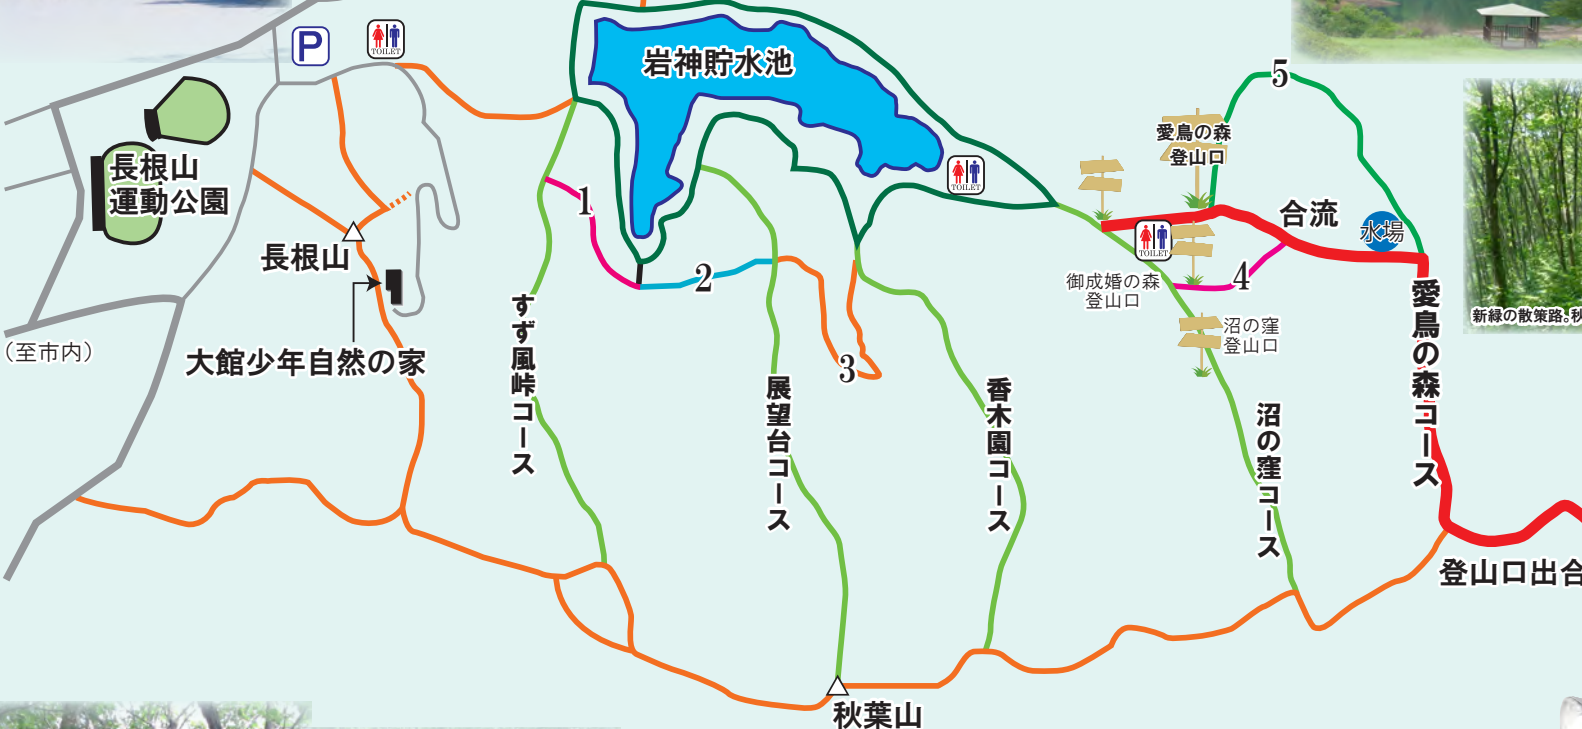 P
TOILET
岩神貯水池
5
愛鳥の森
登山口
長根山
運動公園
TOILET
1
合流
水場
長根山
TOILET
2
4
御成婚の森
登山口
すず風峠コース
愛鳥の森コース
新緑の散策路。秋
沼の窪
登山口
(至市内)
大館少年自然の家
3
展望台コース
香木園コース
沼の窪コース
登山口出合
秋葉山